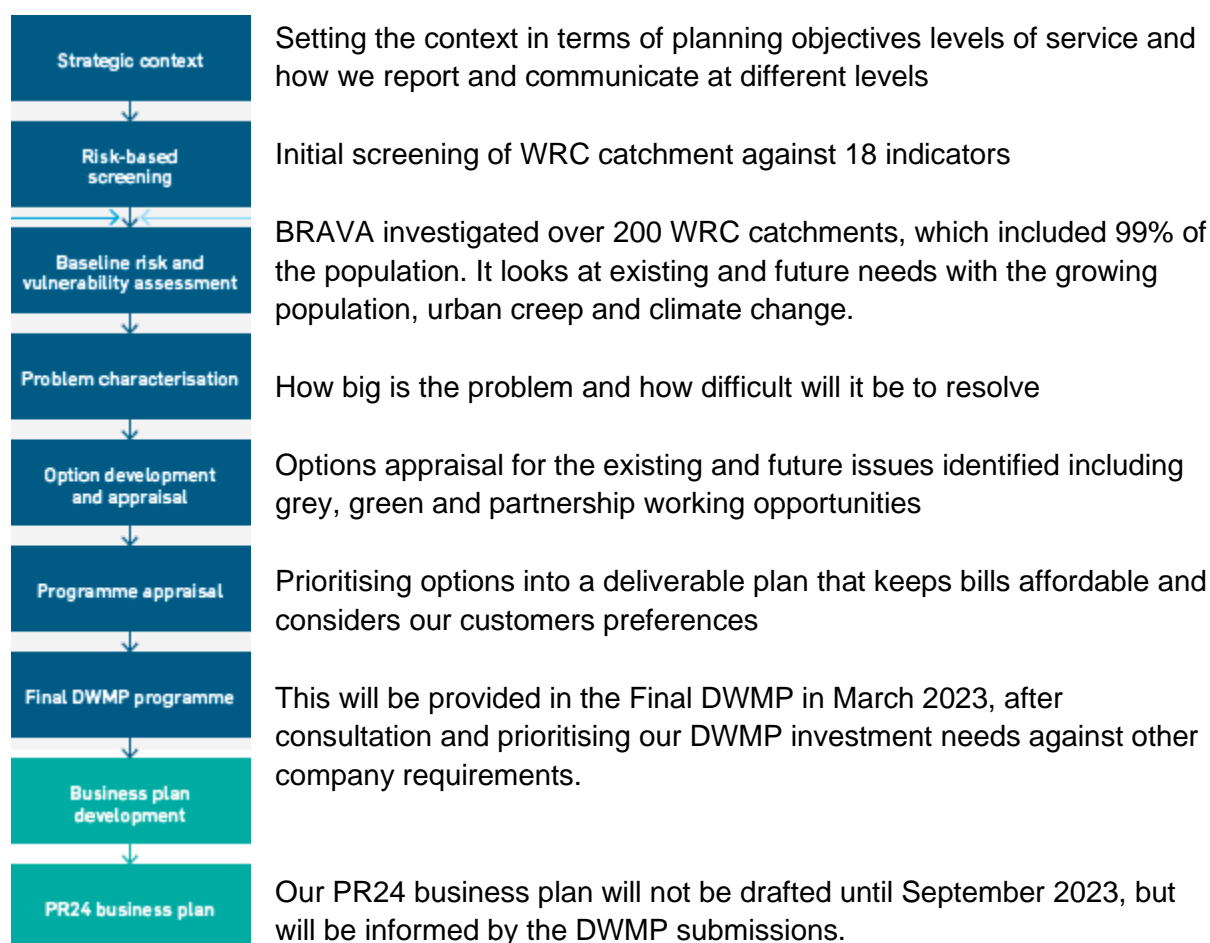 Strategic context
Setting the context in terms of planning objectives levels of service and
how we report and communicate at different levels
Risk-based
screening
Initial screening of WRC catchment against 18 indicators
Baseline risk and
vulnerability assessment
BRAVA investigated over 200 WRC catchments, which included 99% of
the population. It looks at existing and future needs with the growing
population, urban creep and climate change.
Problem characterisation
How big is the problem and how difficult will it be to resolve
Option development
and appraisal
Options appraisal for the existing and future issues identified including
grey, green and partnership working opportunities
Programme appraisal
Prioritising options into a deliverable plan that keeps bills affordable and
considers our customers preferences
Final DWMP programme
This will be provided in the Final DWMP in March 2023, after
consultation and prioritising our DWMP investment needs against other
company requirements.
Business plan
development
PR24 business plan
Our PR24 business plan will not be drafted until September 2023, but
will be informed by the DWMP submissions.